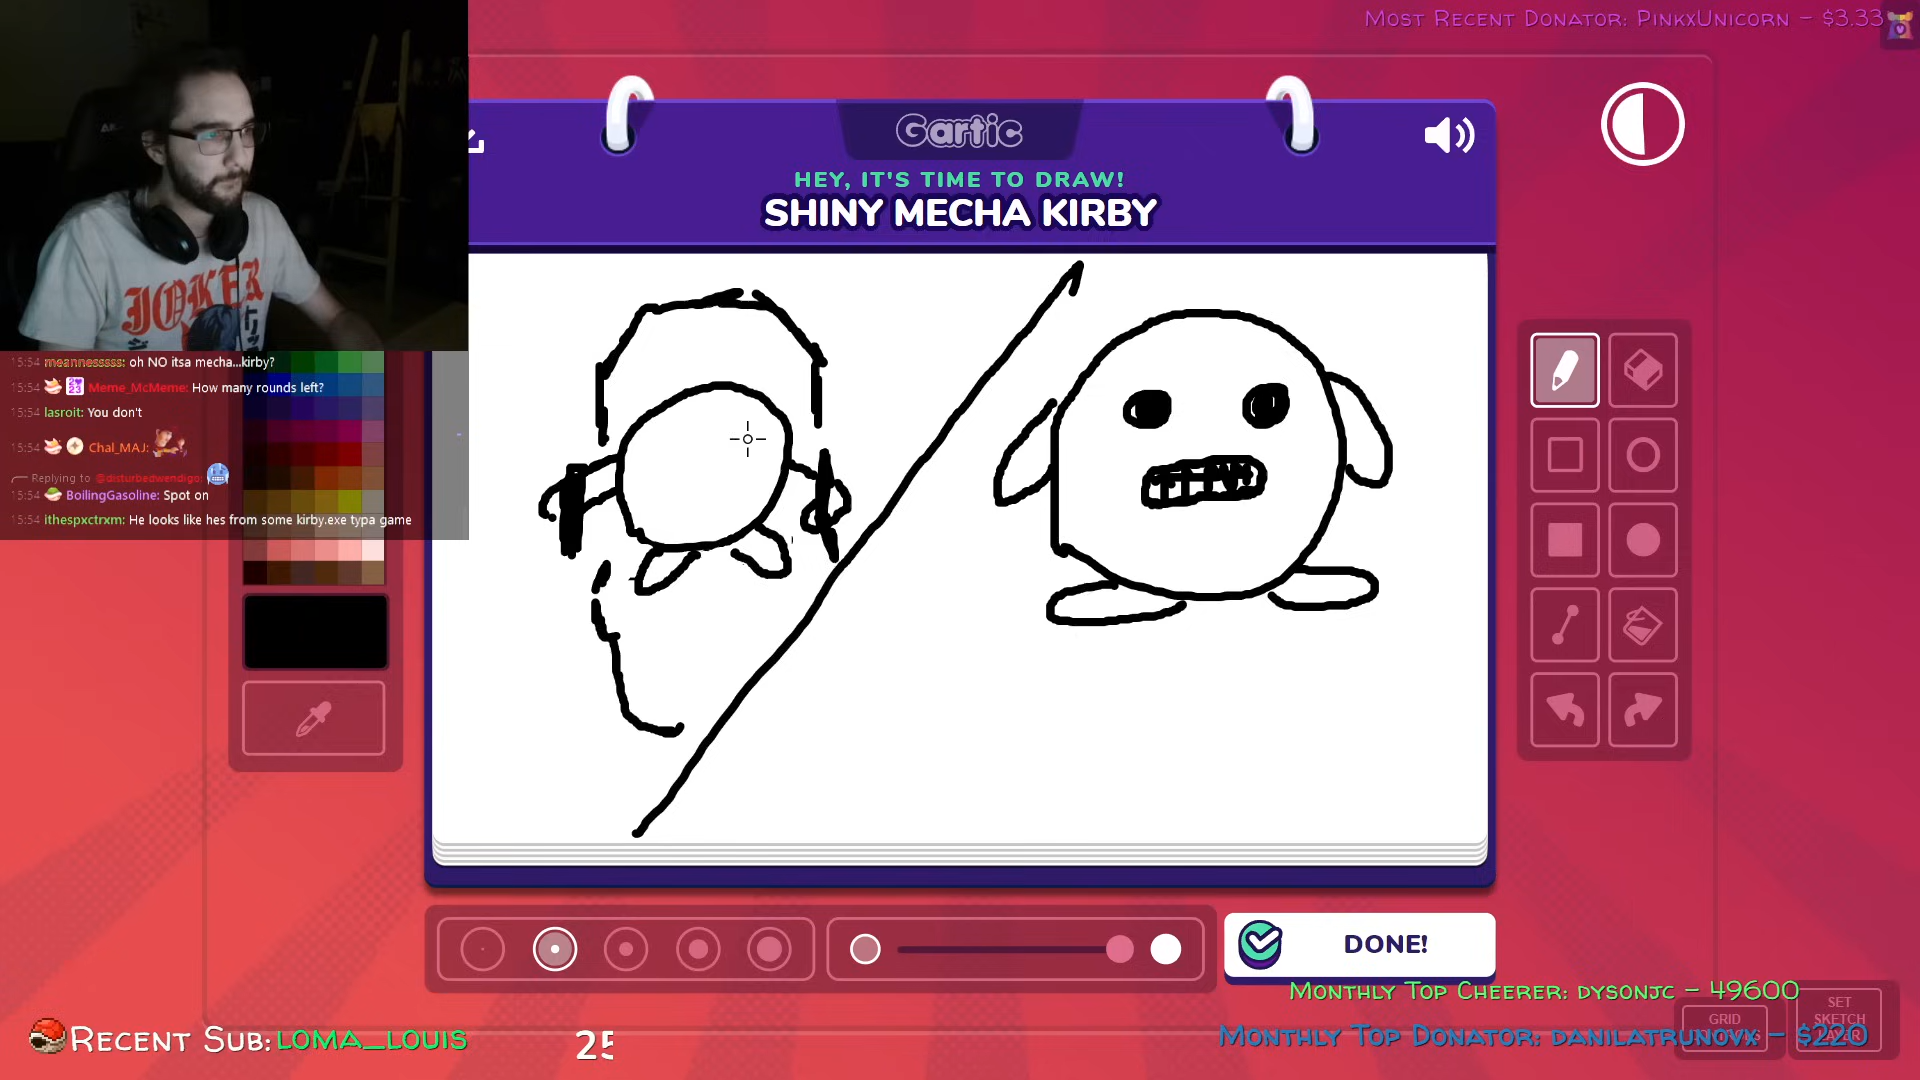 MOST RECENT DONATOR: PINKXUNICORN - $3.33
Gartic
HEY, IT'S TIME TO DRAW!
SHINY MECHA KIRBY
JOKER
15:54 meannesssss: oh NO itsa mecha...kirby?
15:54 Meme_McMeme: How many rounds left?
15:54 lasroit: You don't
15:54 Chal_MAJ:
Replying to @disturbedwendigo:
15:54 BoilingGasoline: Spot on
15:54 ithespxctrxm: He looks like hes from some kirby.exe typa game
DONE!
MONTHLY TOP CHEERER: DYSONJC - 49600
SET
SKETCH
GRID
RECENT SUB: LOMA_LOUIS
25
MONTHLY TOP DONATOR: DANILATRUNOVX - $220